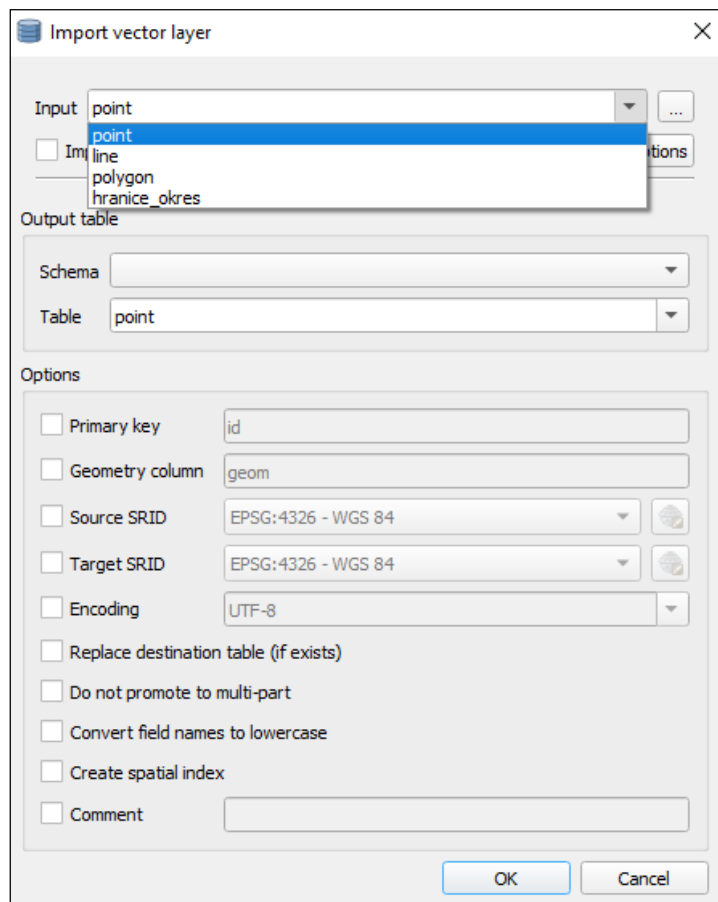 Import vector layer
Input point ...
point
Im tions
line
polygon
hranice_okres
Output table
Schema
Table point
Options
Primary key id
Geometry column geom
Source SRID EPSG:4326 - WGS 84
Target SRID EPSG:4326 - WGS 84
Encoding UTF-8
Replace destination table (if exists)
Do not promote to multi-part
Convert field names to lowercase
Create spatial index
Comment
OK Cancel